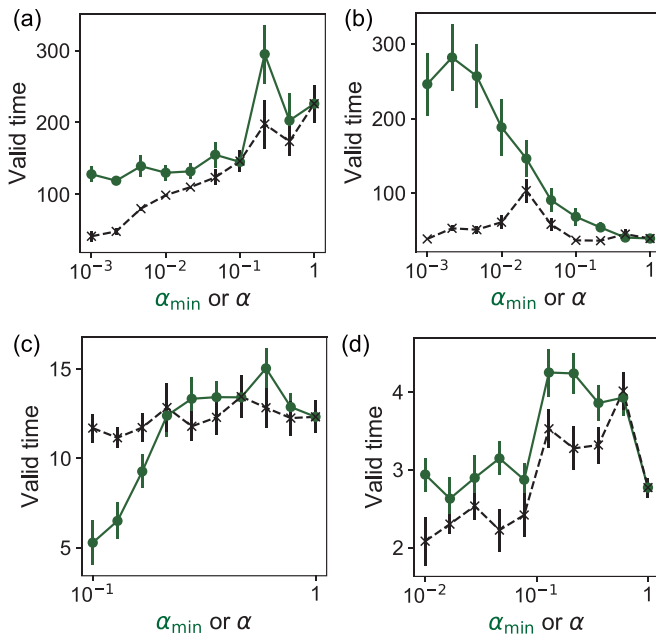 (a)
Valid time
300
200
100
10⁻³
10⁻²
10⁻¹
1
α_min or α
(b)
Valid time
300
200
100
10⁻³
10⁻²
10⁻¹
1
α_min or α
(c)
Valid time
15
10
5
10⁻¹
1
α_min or α
(d)
Valid time
4
3
2
10⁻²
10⁻¹
1
α_min or α